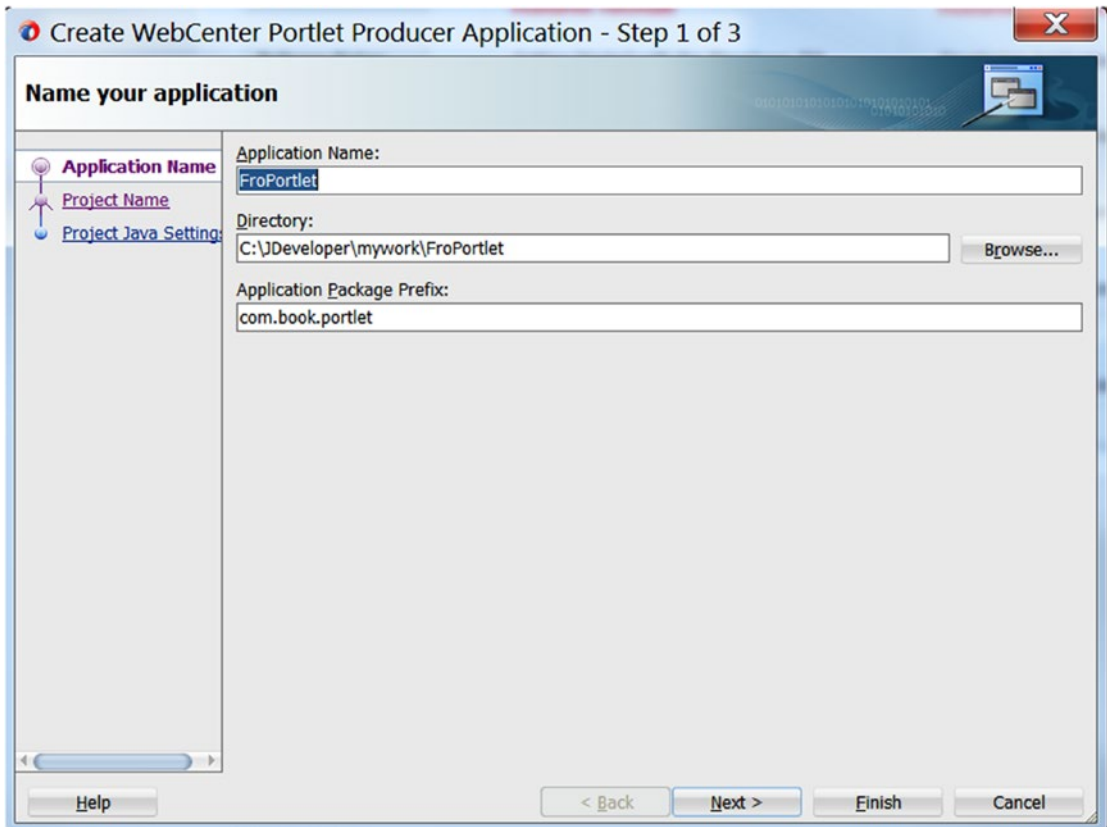 Create WebCenter Portlet Producer Application - Step 1 of 3
X
Name your application
Application Name
Project Name
Project Java Setting
Application Name:
FroPortlet
Directory:
C:\JDeveloper\mywork\FroPortlet
Browse...
Application Package Prefix:
com.book.portlet
Help
< Back
Next >
Finish
Cancel